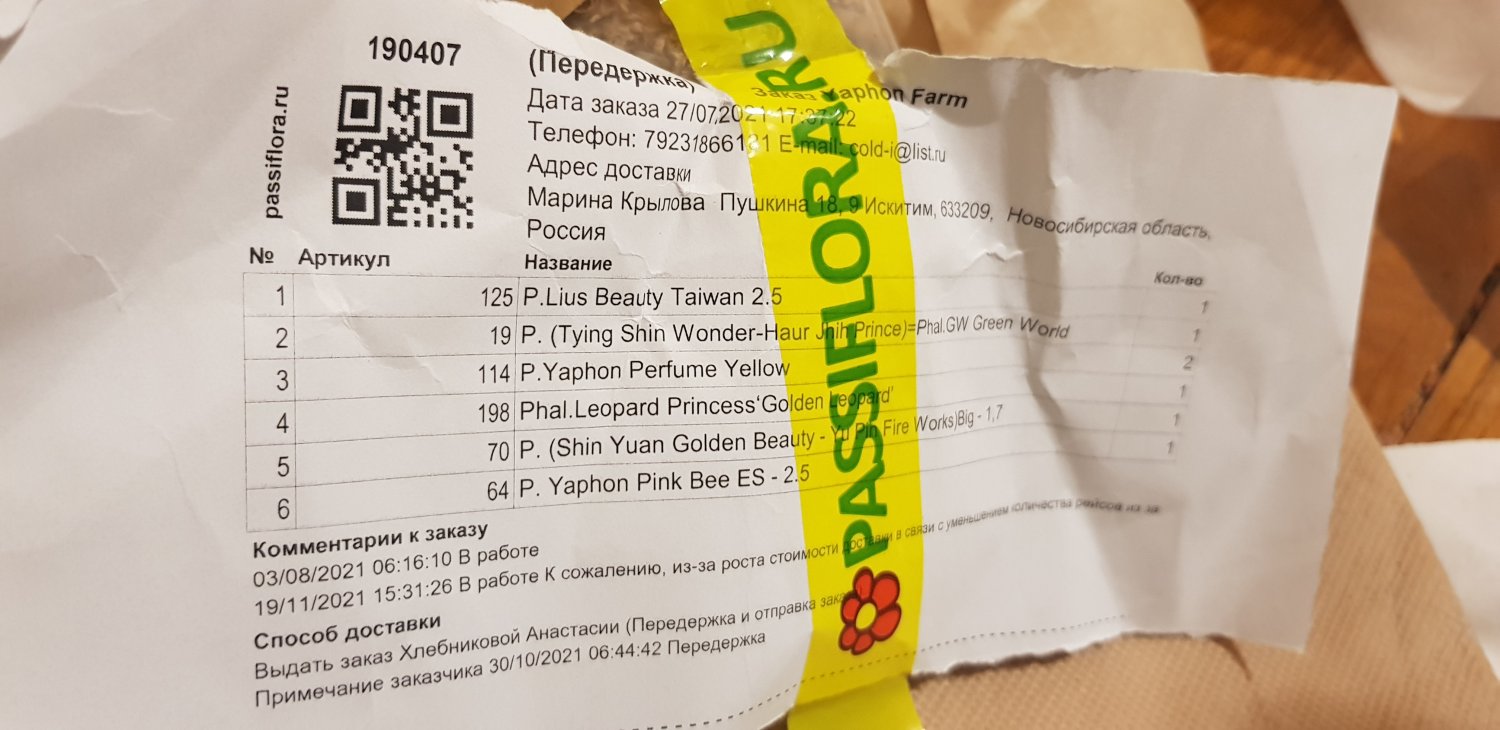 190407
passiflora.ru
(Передержка) Заказ Yaphon Farm
Дата заказа 27/07/2021 17:37:22
Телефон: 79231866131 E-mail: cold-i@list.ru
Адрес доставки
Марина Крылова Пушкина 18, 9 Искитим, 633209, Новосибирская область,
Россия
№ Артикул Название Кол-во
1 125 P.Lius Beauty Taiwan 2.5 1
2 19 P. (Tying Shin Wonder-Haur Jhih Prince)=Phal.GW Green World 1
3 114 P.Yaphon Perfume Yellow 2
4 198 Phal.Leopard Princess‘Golden Leopard’ 1
5 70 P. (Shin Yuan Golden Beauty - Yu Pin Fire Works)Big - 1,7 1
6 64 P. Yaphon Pink Bee ES - 2.5 1
Комментарии к заказу
03/08/2021 06:16:10 В работе
19/11/2021 15:31:26 В работе К сожалению, из-за роста стоимости доставки в связи с уменьшением количества рейсов из-за
Способ доставки
Выдать заказ Хлебниковой Анастасии (Передержка и отправка
Примечание заказчика 30/10/2021 06:44:42 Передержка
PASSIFLORA.RU